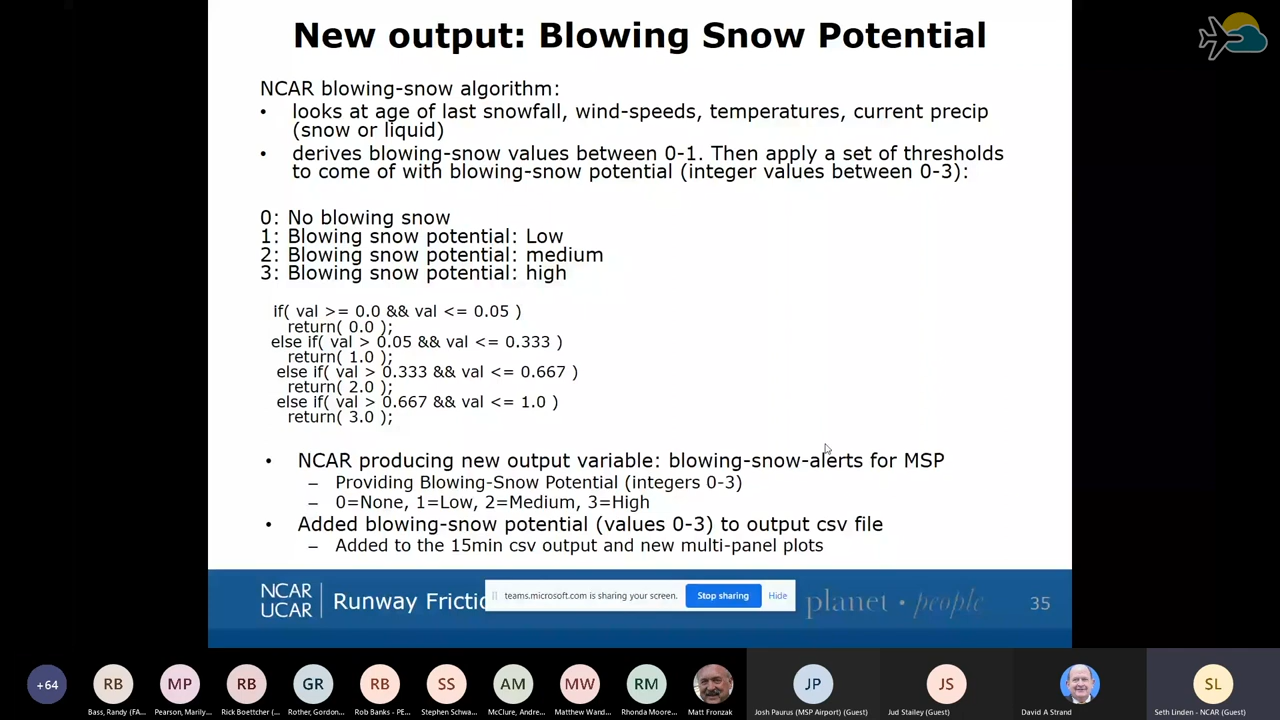 New output: Blowing Snow Potential
NCAR blowing-snow algorithm:
• looks at age of last snowfall, wind-speeds, temperatures, current precip
(snow or liquid)
• derives blowing-snow values between 0-1. Then apply a set of thresholds
to come of with blowing-snow potential (integer values between 0-3):
0: No blowing snow
1: Blowing snow potential: Low
2: Blowing snow potential: medium
3: Blowing snow potential: high
if( val >= 0.0 && val <= 0.05 )
return( 0.0 );
else if( val > 0.05 && val <= 0.333 )
return( 1.0 );
else if( val > 0.333 && val <= 0.667 )
return( 2.0 );
else if( val > 0.667 && val <= 1.0 )
return( 3.0 );
• NCAR producing new output variable: blowing-snow-alerts for MSP
– Providing Blowing-Snow Potential (integers 0-3)
– 0=None, 1=Low, 2=Medium, 3=High
• Added blowing-snow potential (values 0-3) to output csv file
– Added to the 15min csv output and new multi-panel plots
NCAR
UCAR
Runway Frictio
teams.microsoft.com is sharing your screen.
Stop sharing
Hide
planet • people
35
+64
RB
MP
RB
GR
RB
SS
AM
MW
RM
JP
JS
SL
Bass, Randy (FA...
Pearson, Marily...
Rick Boettcher (...
Rother, Gordon...
Rob Banks - PE...
Stephen Schwa...
McClure, Andre...
Matthew Wand...
Rhonda Moore...
Matt Fronzak
Josh Paurus (MSP Airport) (Guest)
Jud Stailey (Guest)
David A Strand
Seth Linden - NCAR (Guest)